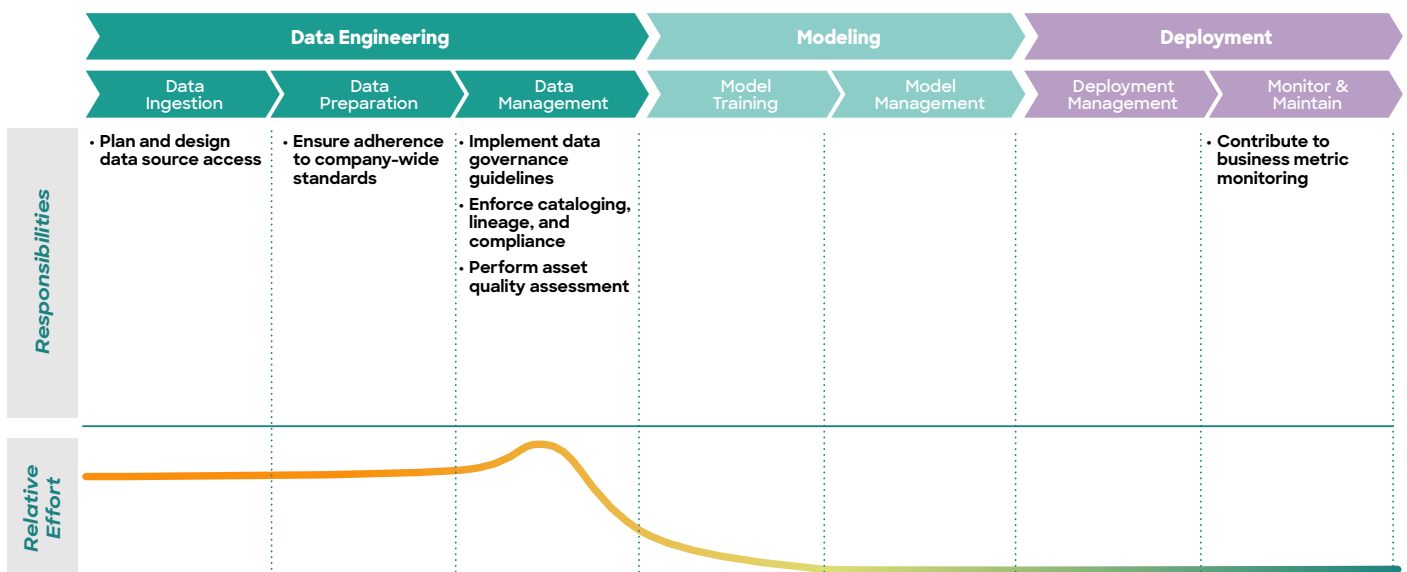 Data Engineering
Modeling
Deployment
Data
Ingestion
Data
Preparation
Data
Management
Model
Training
Model
Management
Deployment
Management
Monitor &
Maintain
Responsibilities
• Plan and design
data source access
• Ensure adherence
to company-wide
standards
• Implement data
governance
guidelines
• Enforce cataloging,
lineage, and
compliance
• Perform asset
quality assessment
• Contribute to
business metric
monitoring
Relative
Effort